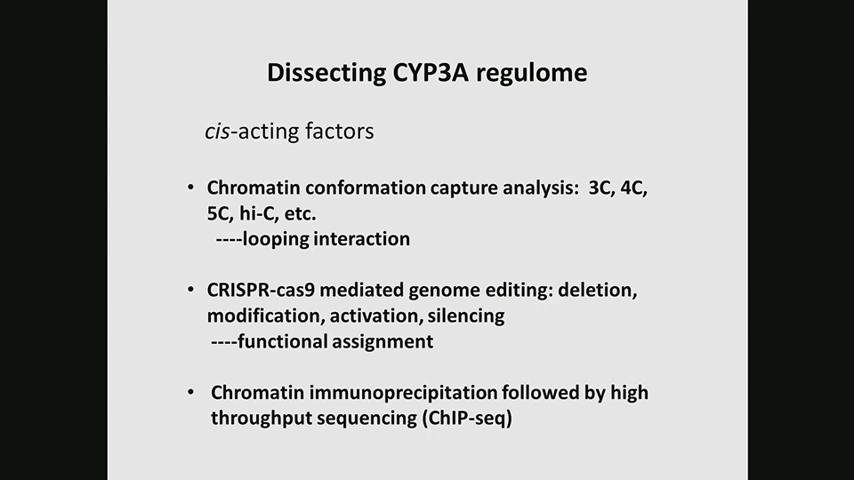 Dissecting CYP3A regulome
cis-acting factors
• Chromatin conformation capture analysis:  3C, 4C,
5C, hi-C, etc.
----looping interaction
• CRISPR-cas9 mediated genome editing: deletion,
modification, activation, silencing
----functional assignment
• Chromatin immunoprecipitation followed by high
throughput sequencing (ChIP-seq)